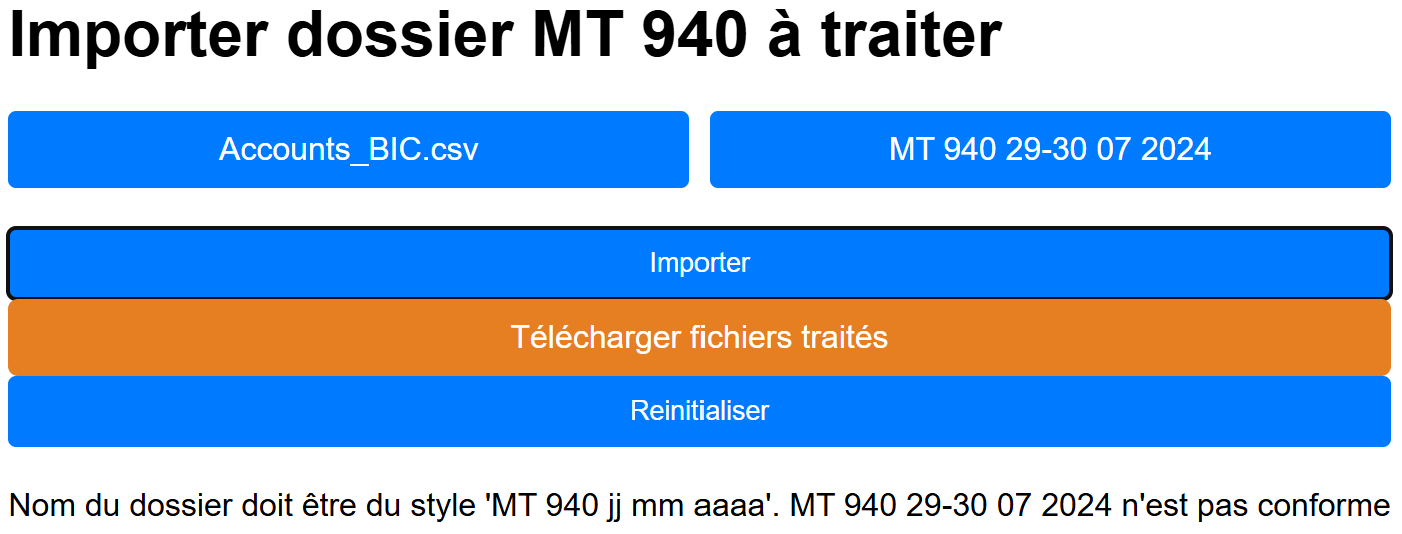 Importer dossier MT 940 à traiter
Accounts_BIC.csv
MT 940 29-30 07 2024
Importer
Télécharger fichiers traités
Reinitialiser
Nom du dossier doit être du style 'MT 940 jj mm aaaa'. MT 940 29-30 07 2024 n'est pas conforme